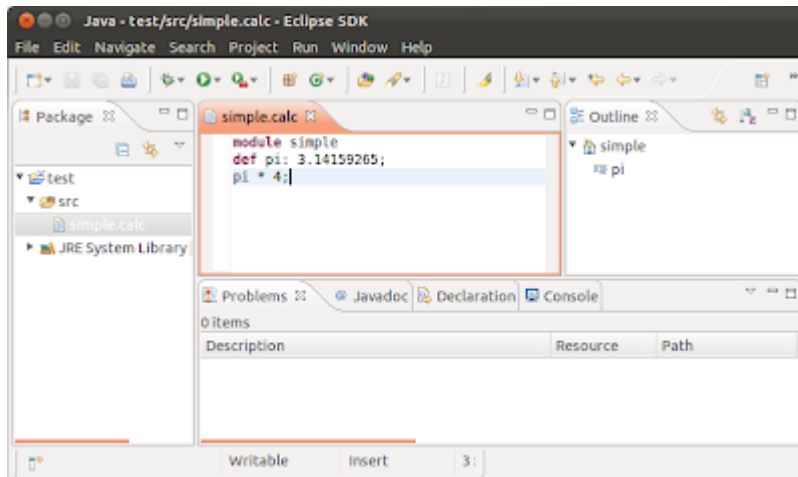 Java - test/src/simple.calc - Eclipse SDK
File Edit Navigate Search Project Run Window Help
Package
simple.calc
Outline
module simple
def pi: 3.14159265;
pi * 4;
test
src
simple.calc
JRE System Library
simple
pi
Problems @ Javadoc Declaration Console
0 items
Description Resource Path
Writable Insert 3: